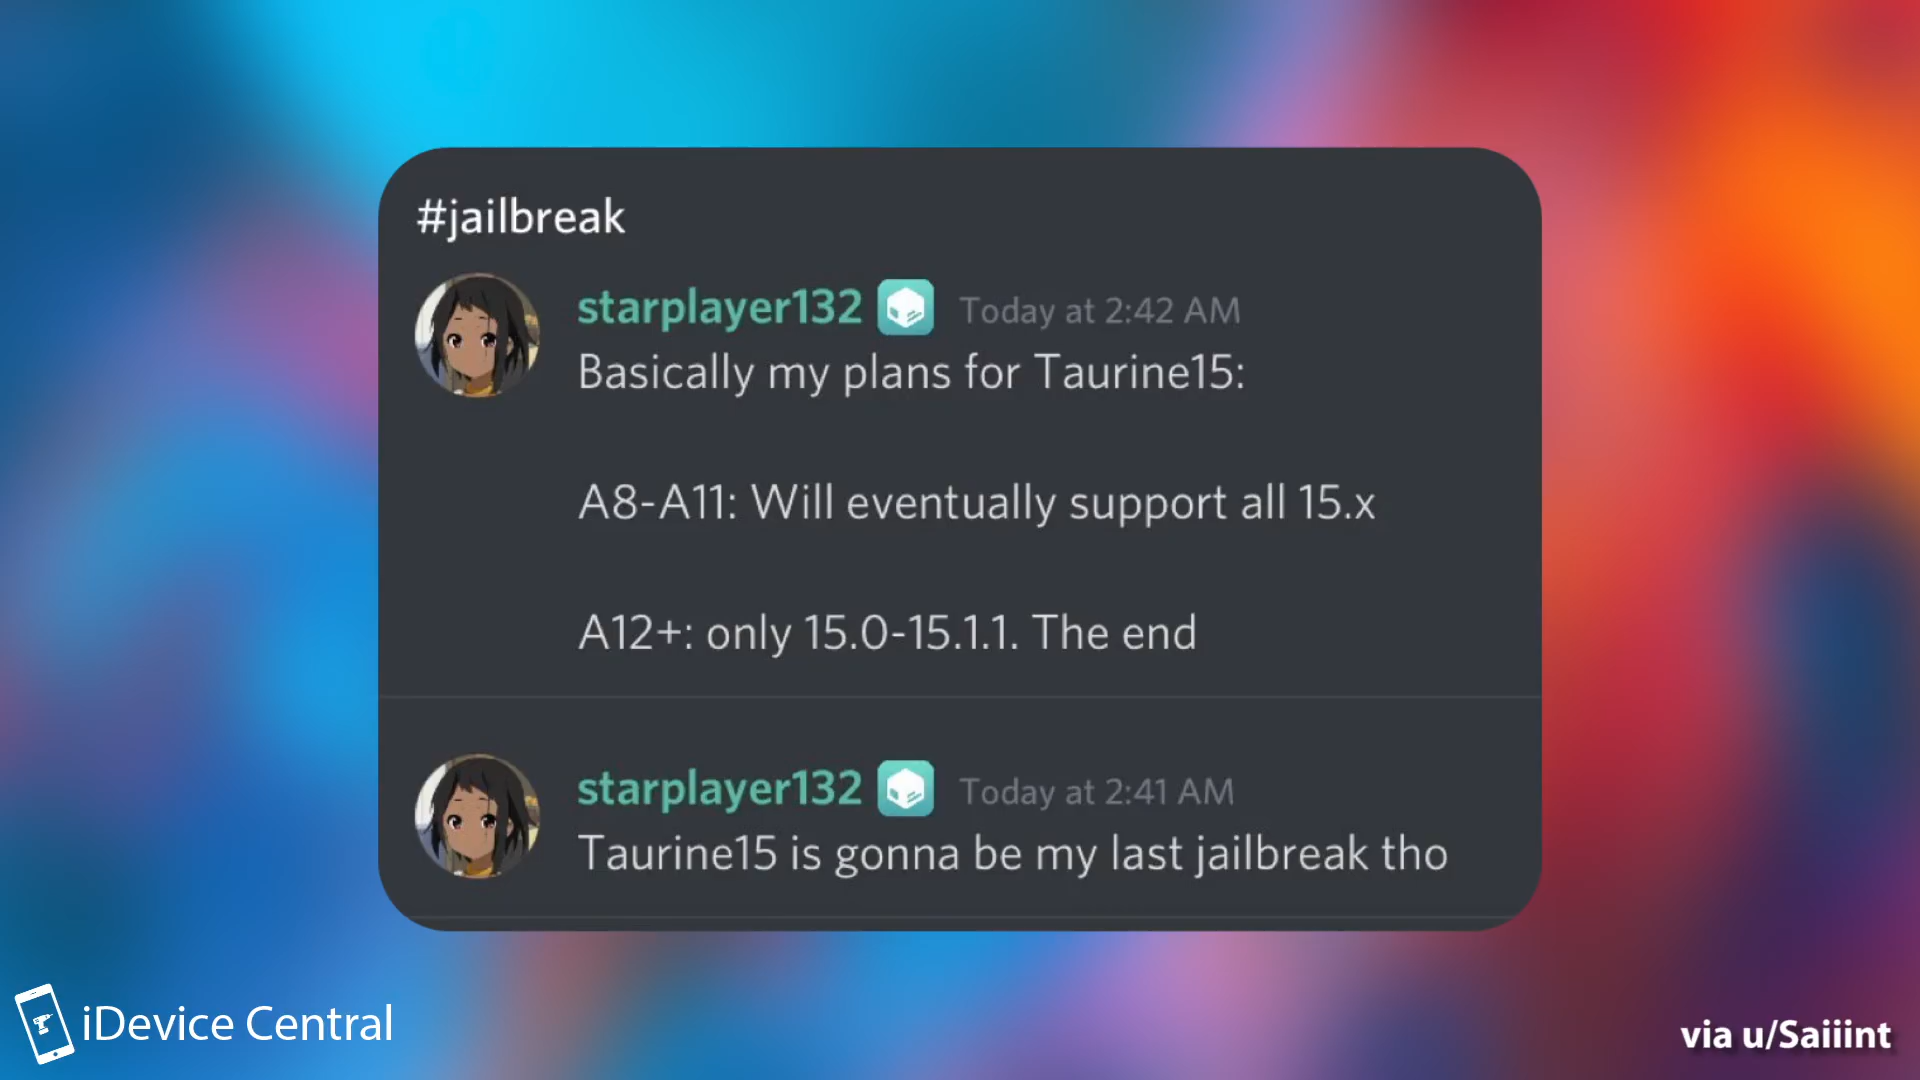 #jailbreak
starplayer132 Today at 2:42 AM
Basically my plans for Taurine15:
A8-A11: Will eventually support all 15.x
A12+: only 15.0-15.1.1. The end
starplayer132 Today at 2:41 AM
Taurine15 is gonna be my last jailbreak tho
iDevice Central
via u/Saiiint